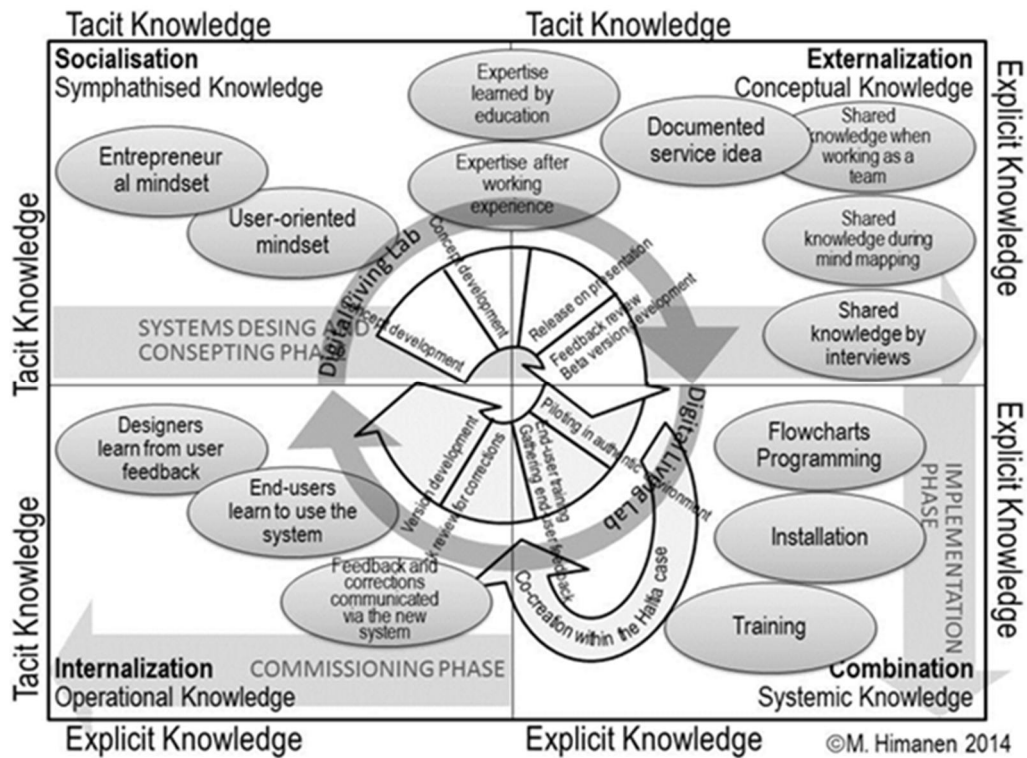 Tacit Knowledge
Tacit Knowledge
Socialisation
Symphathised Knowledge
Externalization
Conceptual Knowledge
Tacit Knowledge
Explicit Knowledge
Entrepreneur
al mindset
User-oriented
mindset
Expertise
learned by
education
Expertise after
working
experience
Documented
service idea
Shared
knowledge when
working as a
team
Shared
knowledge during
mind mapping
Shared
knowledge by
interviews
SYSTEMS DESING AND
CONSEPTING PHASE
Digital Living Lab
Concept development
Concept development
Release on presentation
Feedback review
Beta version development
Digital Living Lab
Piloting in authentic environment
End-user training
Gathering end-user feedback
review for corrections
Version development
Co-creation within the Haltia case
Tacit Knowledge
Explicit Knowledge
Designers
learn from user
feedback
End-users
learn to use the
system
Feedback and
corrections
communicated
via the new
system
Flowcharts
Programming
Installation
Training
IMPLEMENTATION
PHASE
COMMISSIONING PHASE
Internalization
Operational Knowledge
Combination
Systemic Knowledge
Explicit Knowledge
Explicit Knowledge
©M. Himanen 2014